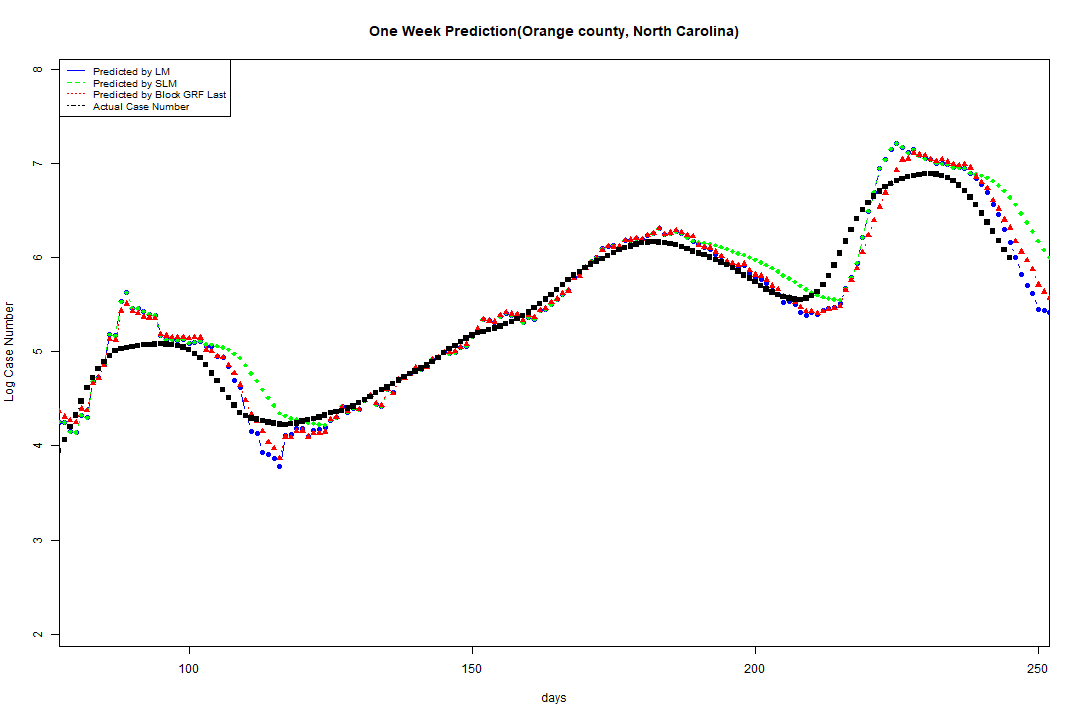 One Week Prediction(Orange county, North Carolina)
Predicted by LM
Predicted by SLM
Predicted by Block GRF Last
Actual Case Number
8
7
6
5
4
3
2
Log Case Number
100
150
200
250
days